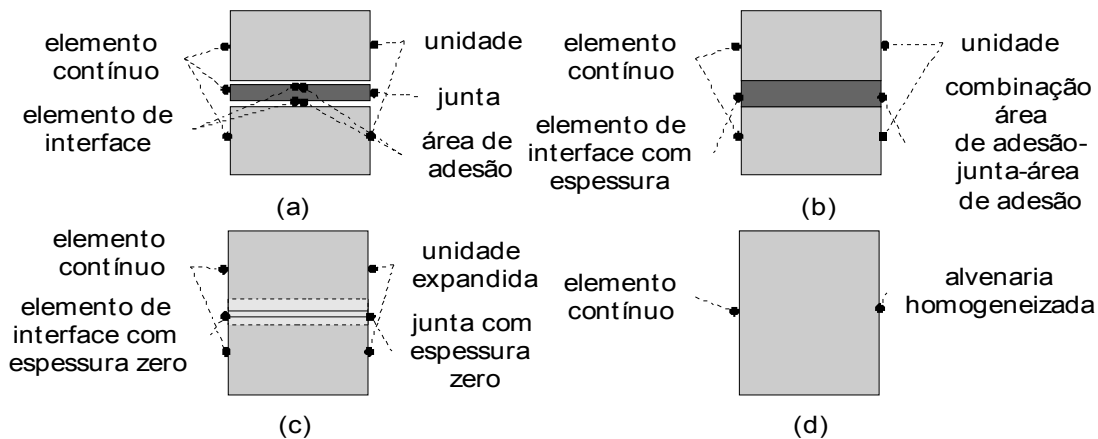 elemento
contínuo
elemento de
interface
unidade
junta
área de
adesão
(a)
elemento
contínuo
elemento de
interface com
espessura
unidade
combinação
área
de adesão-
junta-área
de adesão
(b)
elemento
contínuo
elemento de
interface com
espessura zero
unidade
expandida
junta com
espessura
zero
(c)
elemento
contínuo
alvenaria
homogeneizada
(d)